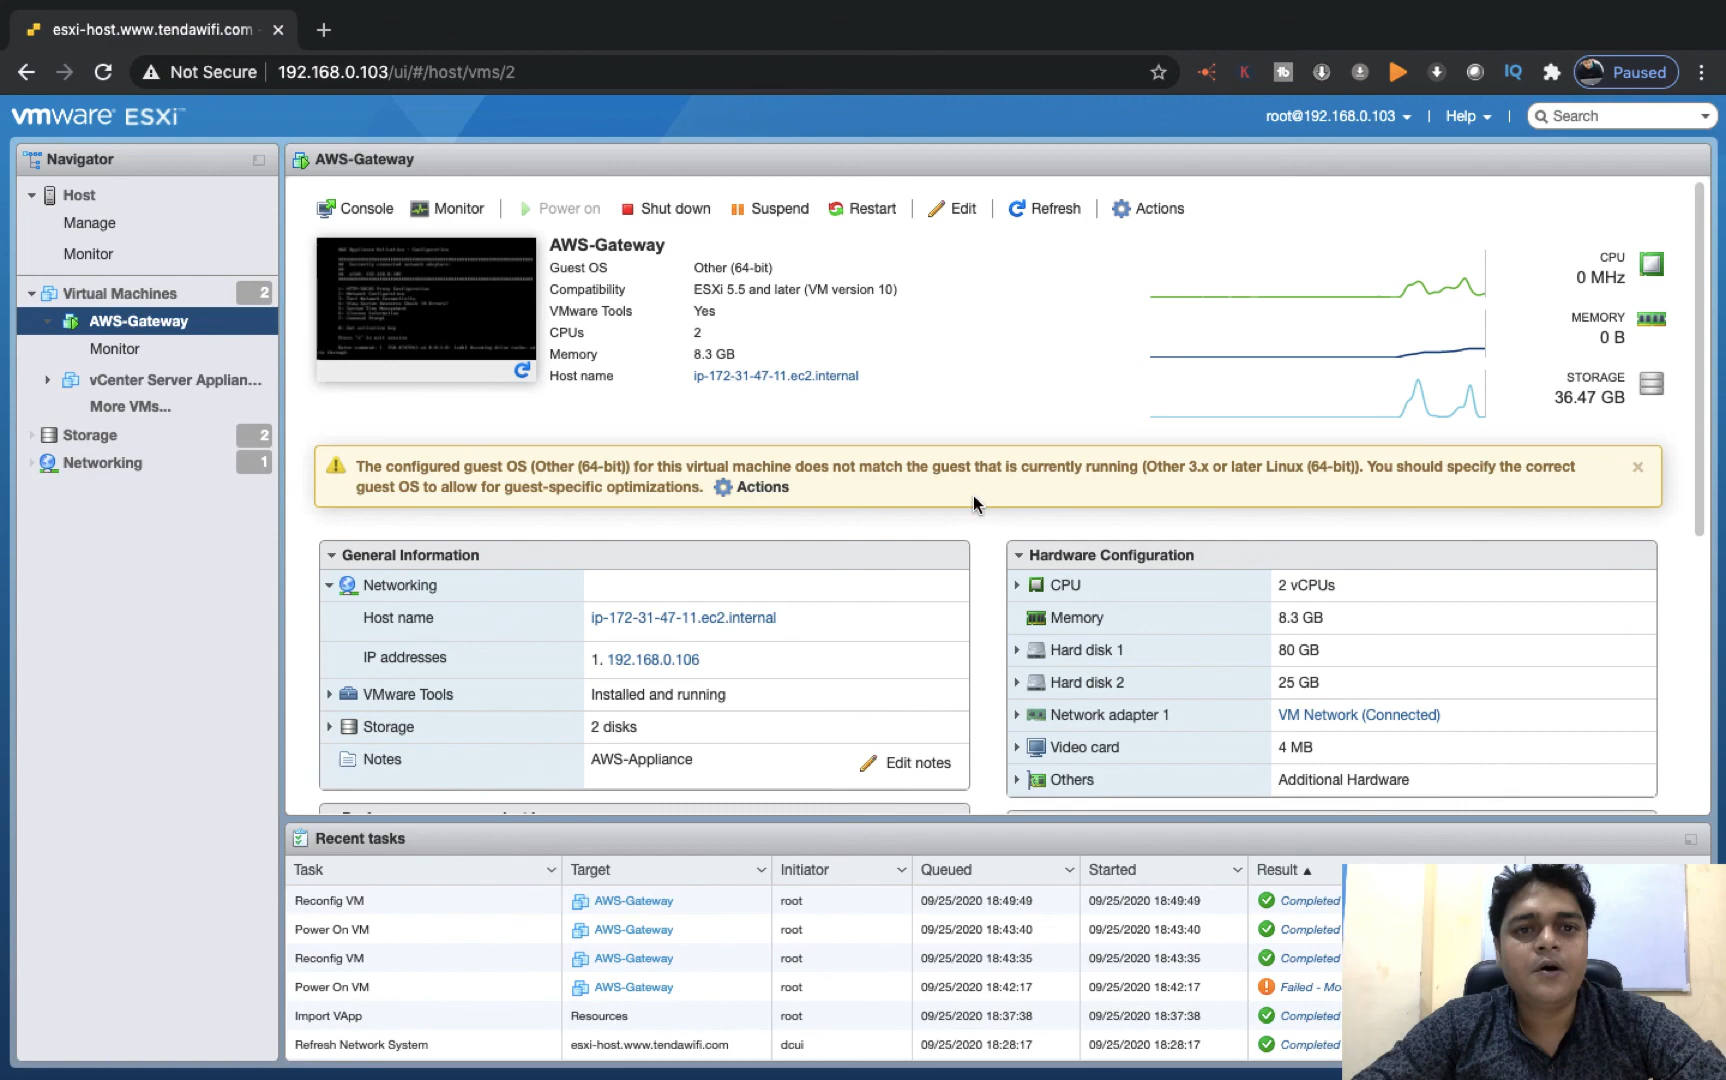 esxi-host.www.tendawifi.com
Not Secure
192.168.0.103/ui/#/host/vms/2
K
tb
IQ
Paused
vmware ESXi™
root@192.168.0.103
Help
Search
Navigator
Host
Manage
Monitor
Virtual Machines 2
AWS-Gateway
Monitor
vCenter Server Applian...
More VMs...
Storage 2
Networking 1
AWS-Gateway
Console Monitor Power on Shut down Suspend Restart Edit Refresh Actions
AWS-Gateway
Guest OS Other (64-bit)
Compatibility ESXi 5.5 and later (VM version 10)
VMware Tools Yes
CPUs 2
Memory 8.3 GB
Host name ip-172-31-47-11.ec2.internal
CPU
0 MHz
MEMORY
0 B
STORAGE
36.47 GB
The configured guest OS (Other (64-bit)) for this virtual machine does not match the guest that is currently running (Other 3.x or later Linux (64-bit)). You should specify the correct
guest OS to allow for guest-specific optimizations. Actions
General Information
Networking
Host name ip-172-31-47-11.ec2.internal
IP addresses 1. 192.168.0.106
VMware Tools Installed and running
Storage 2 disks
Notes AWS-Appliance Edit notes
Hardware Configuration
CPU 2 vCPUs
Memory 8.3 GB
Hard disk 1 80 GB
Hard disk 2 25 GB
Network adapter 1 VM Network (Connected)
Video card 4 MB
Others Additional Hardware
Recent tasks
Task Target Initiator Queued Started Result
Reconfig VM AWS-Gateway root 09/25/2020 18:49:49 09/25/2020 18:49:49 Completed
Power On VM AWS-Gateway root 09/25/2020 18:43:40 09/25/2020 18:43:40 Completed
Reconfig VM AWS-Gateway root 09/25/2020 18:43:35 09/25/2020 18:43:35 Completed
Power On VM AWS-Gateway root 09/25/2020 18:42:17 09/25/2020 18:42:17 Failed - Mo
Import VApp Resources root 09/25/2020 18:37:38 09/25/2020 18:37:38 Completed
Refresh Network System esxi-host.www.tendawifi.com dcui 09/25/2020 18:28:17 09/25/2020 18:28:17 Completed